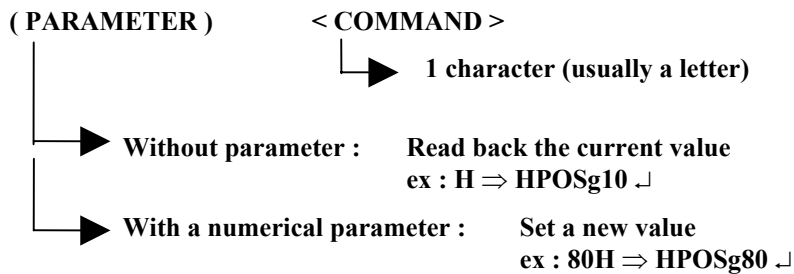 ( PARAMETER ) < COMMAND >
1 character (usually a letter)
Without parameter : Read back the current value
ex : H ⇒ HPOSg10 ↵
With a numerical parameter : Set a new value
ex : 80H ⇒ HPOSg80 ↵